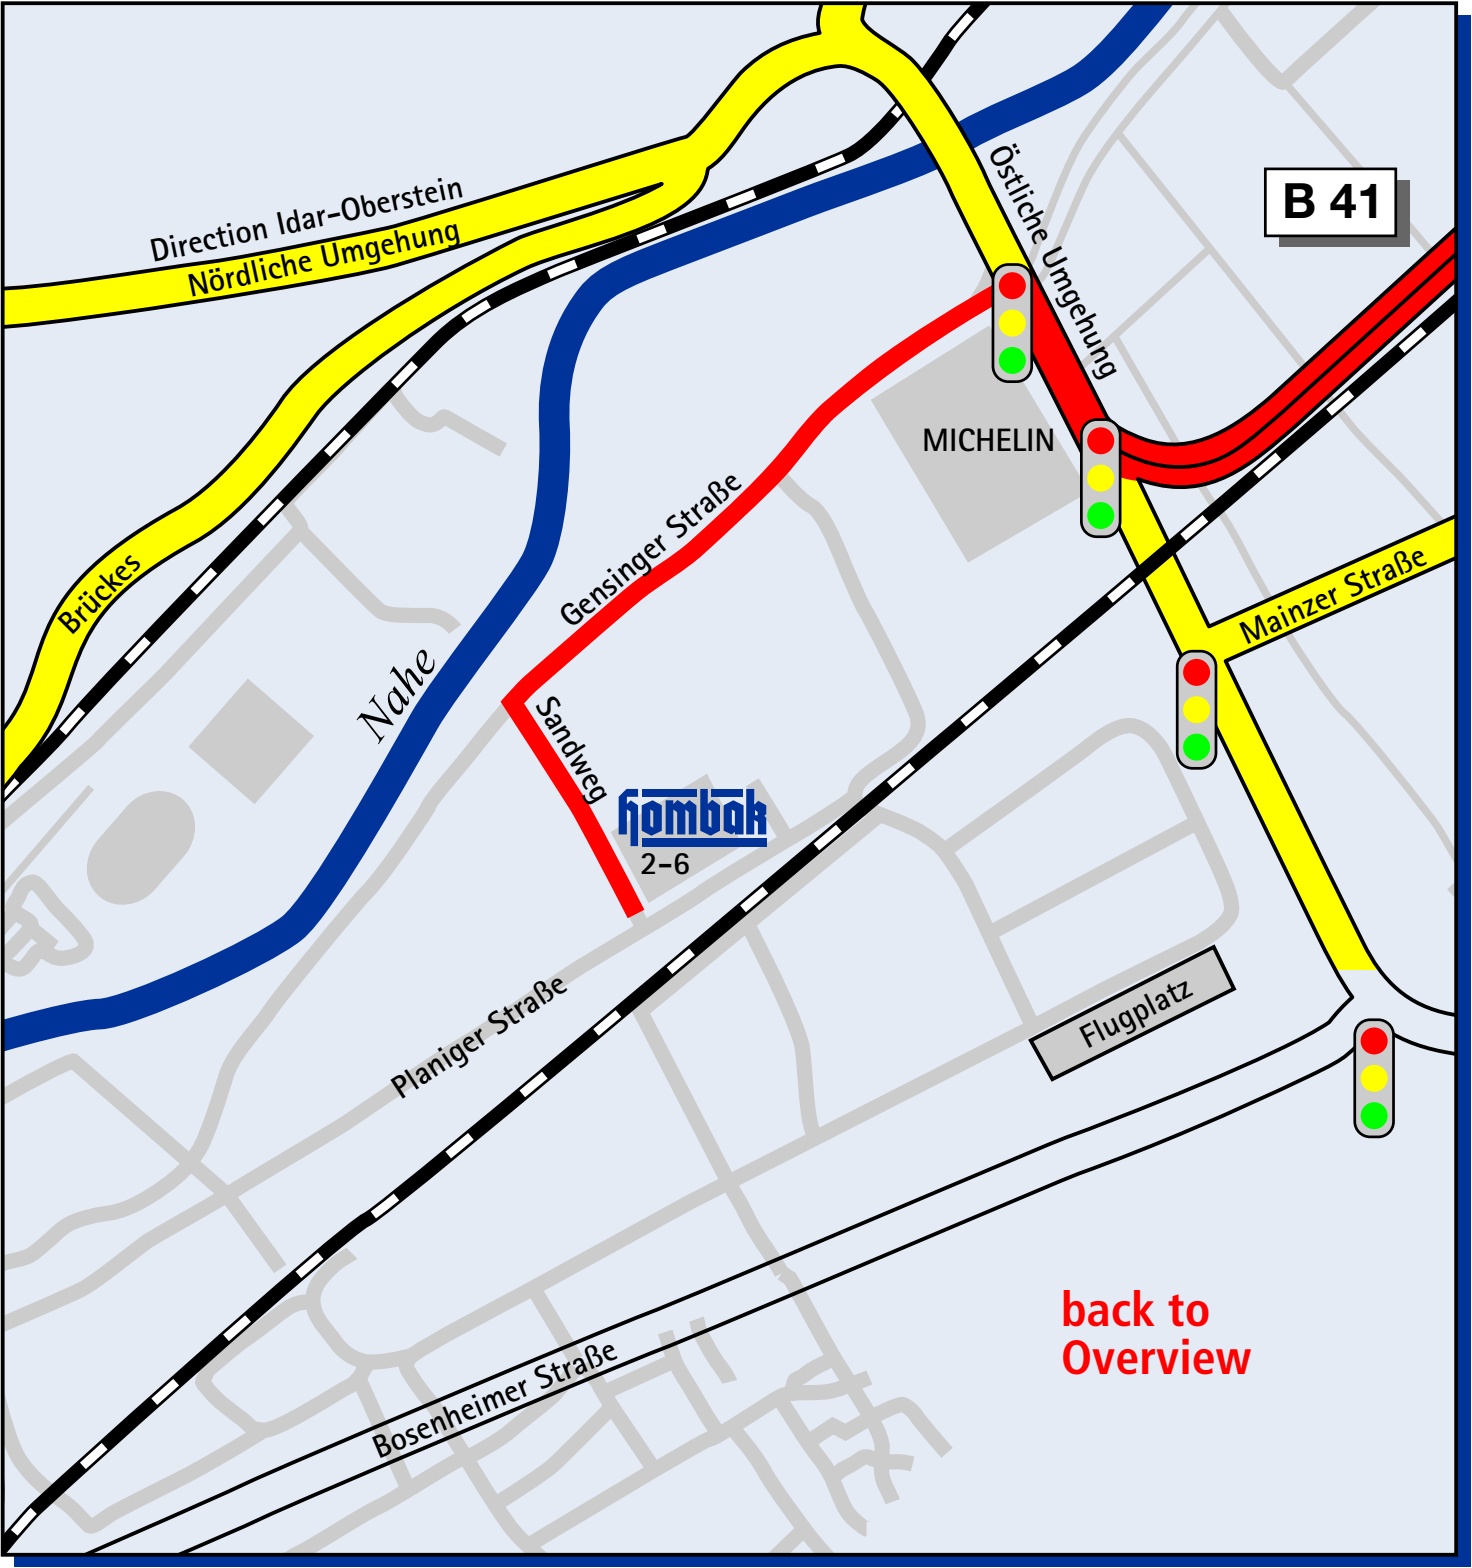 Direction Idar-Oberstein
Nördliche Umgehung
Östliche Umgehung
B 41
MICHELIN
Gensinger Straße
Brückes
Mainzer Straße
Nahe
Sandweg
hombak
2-6
Planiger Straße
Flugplatz
back to
Overview
Bosenheimer Straße